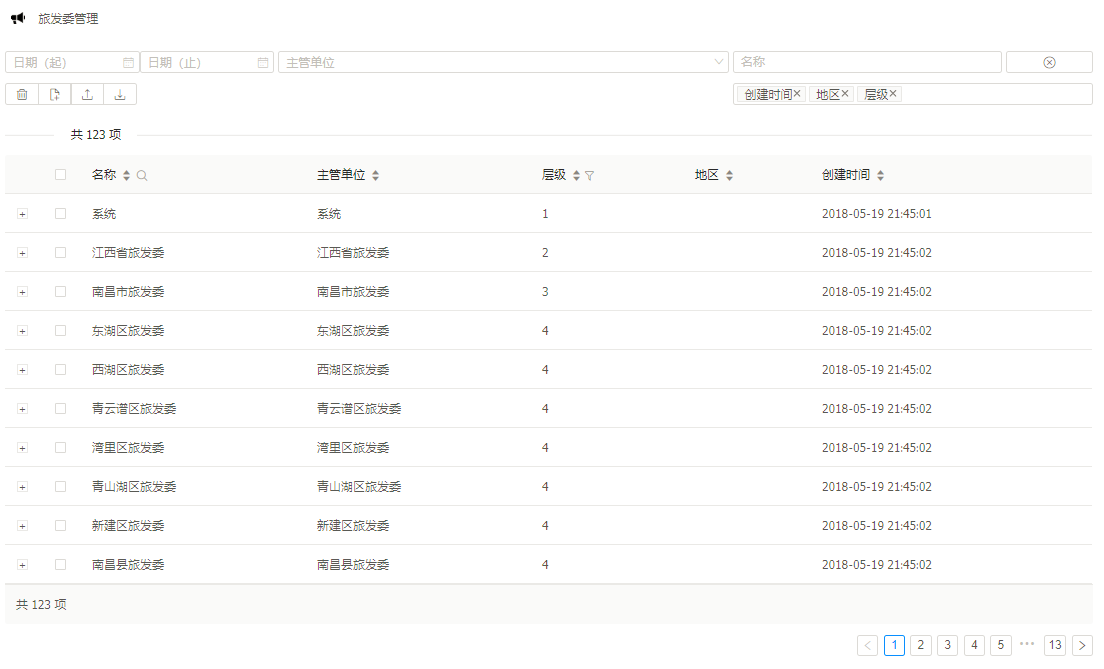 旅发委管理
日期（起） 日期（止） 主管单位 名称
创建时间 地区 层级
共 123 项
名称 主管单位 层级 地区 创建时间
系统 系统 1 2018-05-19 21:45:01
江西省旅发委 江西省旅发委 2 2018-05-19 21:45:02
南昌市旅发委 南昌市旅发委 3 2018-05-19 21:45:02
东湖区旅发委 东湖区旅发委 4 2018-05-19 21:45:02
西湖区旅发委 西湖区旅发委 4 2018-05-19 21:45:02
青云谱区旅发委 青云谱区旅发委 4 2018-05-19 21:45:02
湾里区旅发委 湾里区旅发委 4 2018-05-19 21:45:02
青山湖区旅发委 青山湖区旅发委 4 2018-05-19 21:45:02
新建区旅发委 新建区旅发委 4 2018-05-19 21:45:02
南昌县旅发委 南昌县旅发委 4 2018-05-19 21:45:02
共 123 项
< 1 2 3 4 5 ••• 13 >